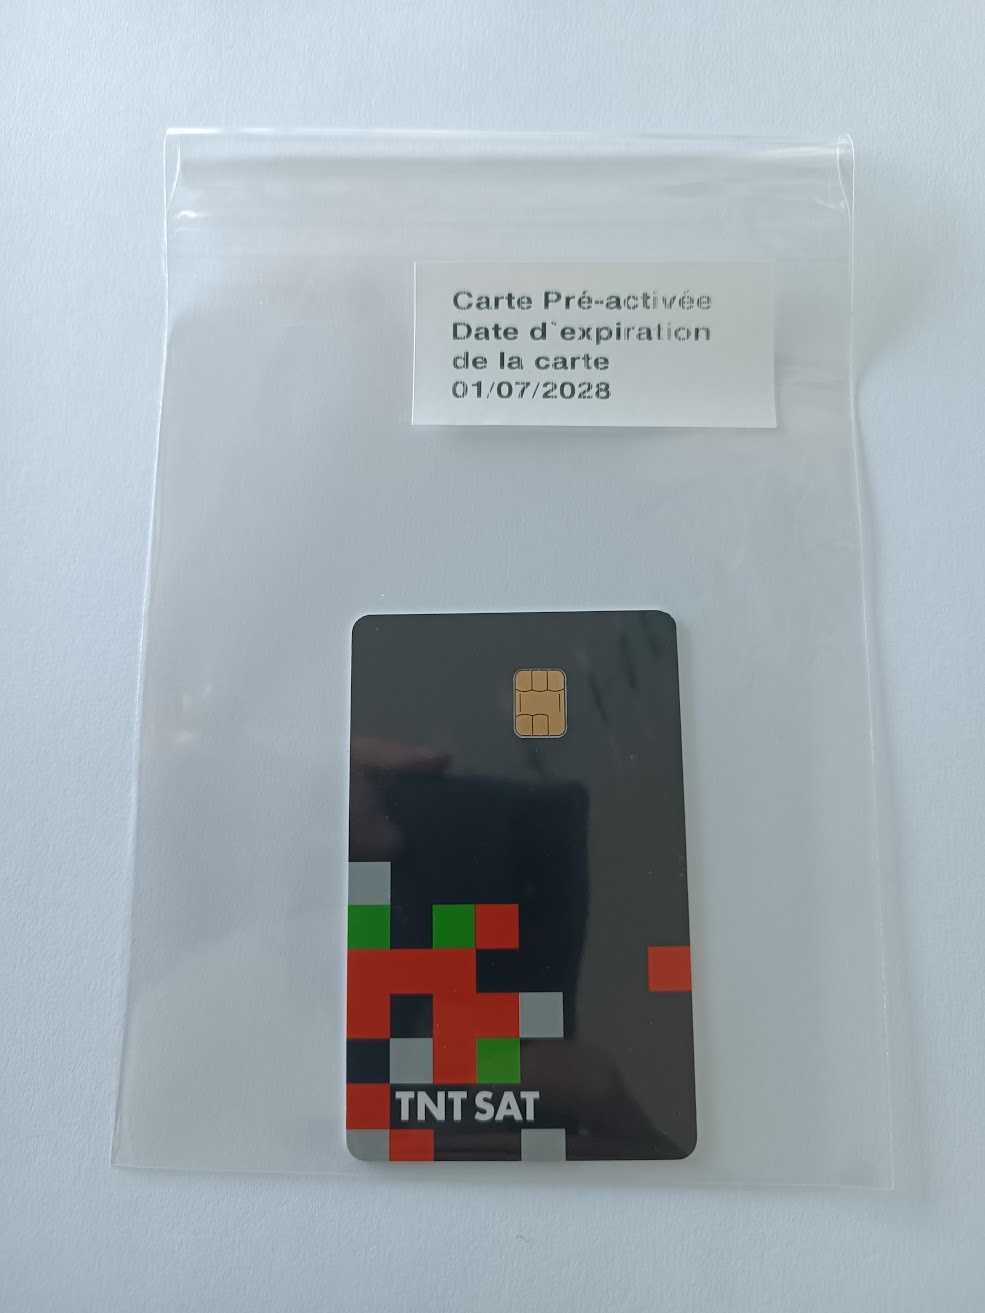 Carte Pré-activée
Date d`expiration
de la carte
01/07/2028
TNT SAT